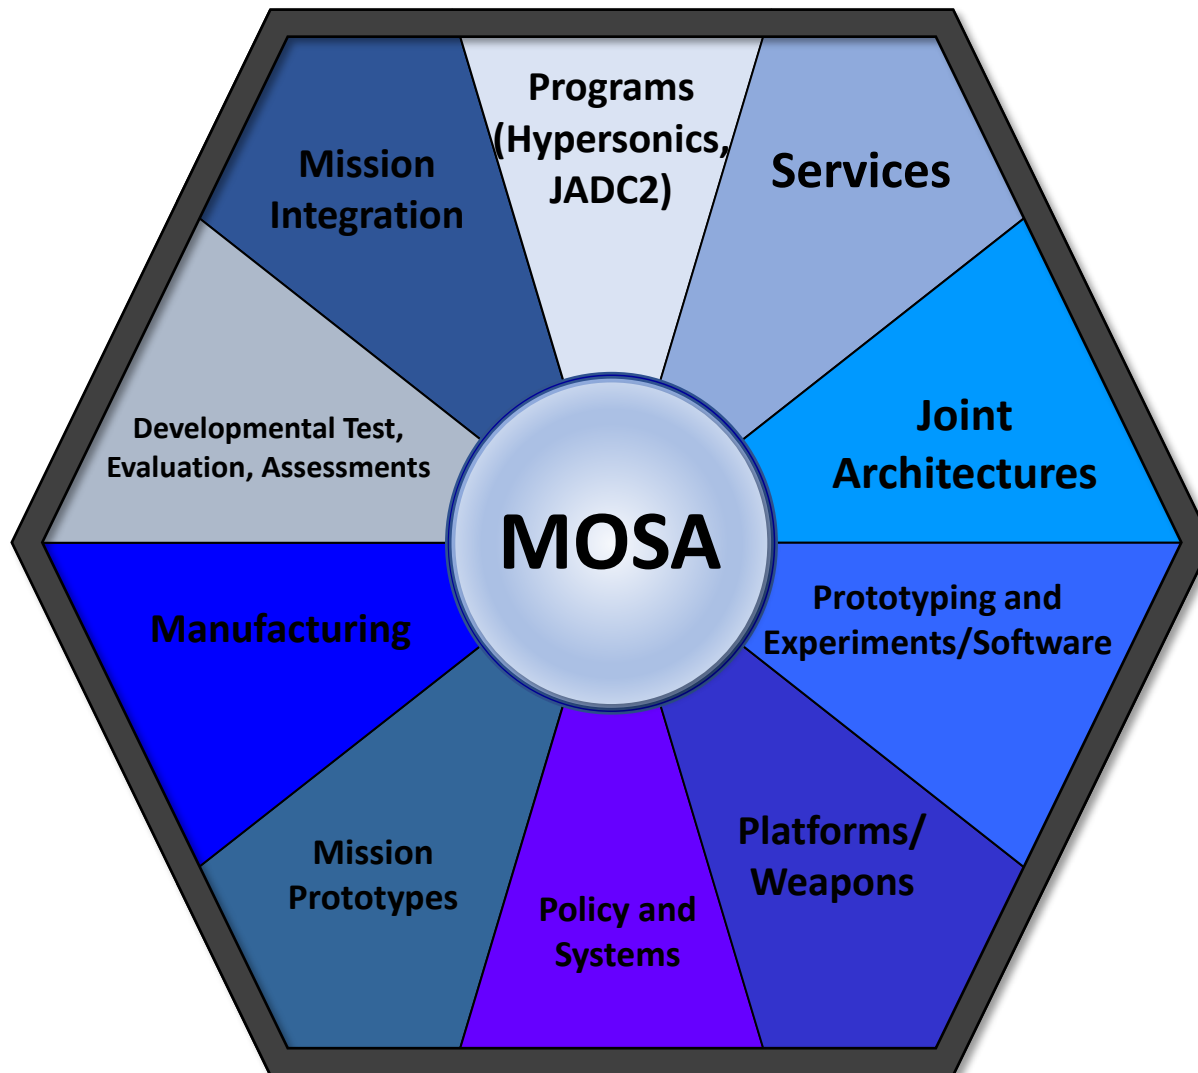 Programs
(Hypersonics,
JADC2)
Services
Joint
Architectures
Prototyping and
Experiments/Software
Platforms/
Weapons
Policy and
Systems
Mission
Prototypes
Manufacturing
Developmental Test,
Evaluation, Assessments
Mission
Integration
MOSA